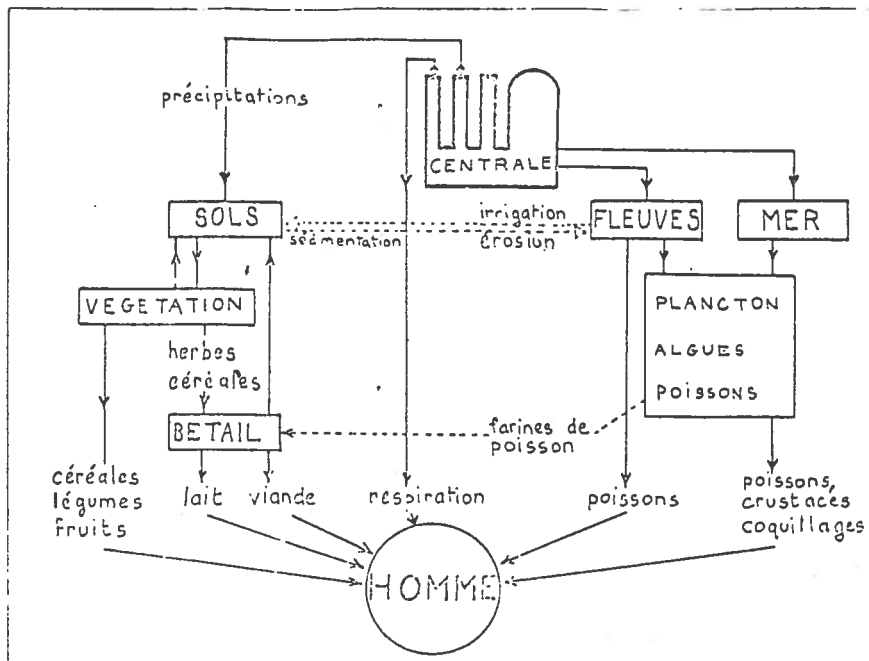 précipitations
CENTRALE
SOLS
irrigation
FLEUVES
MER
sédimentation
érosion
VEGETATION
PLANCTON
herbes
céréales
ALGUES
POISSONS
BETAIL
farines de
poisson
céréales
légumes
fruits
lait
viande
respiration
poissons
poissons,
crustacés
coquillages
HOMME